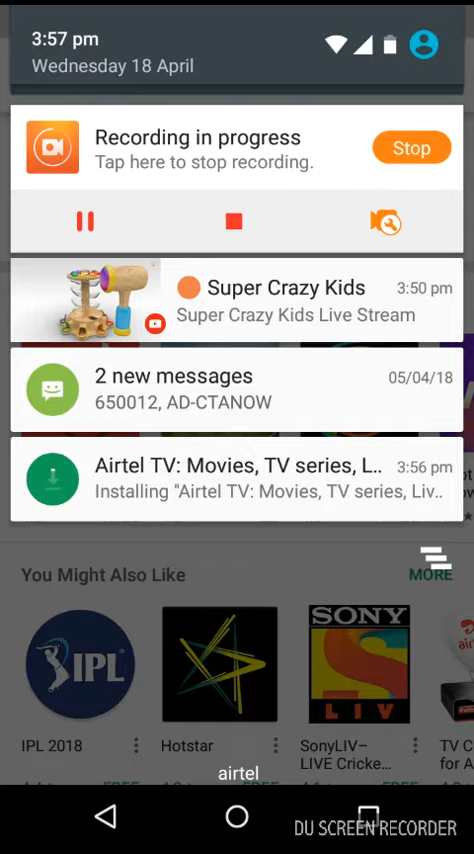 3:57 pm
Wednesday 18 April
Recording in progress
Tap here to stop recording.
Stop
Super Crazy Kids
3:50 pm
Super Crazy Kids Live Stream
2 new messages
05/04/18
650012, AD-CTANOW
Airtel TV: Movies, TV series, L..
3:56 pm
Installing "Airtel TV: Movies, TV series, Liv..
You Might Also Like
MORE
IPL
SONY
LIV
IPL 2018
Hotstar
SonyLIV–
LIVE Cricke...
TV C
for A
airtel
FREE
FREE
FREE
DU SCREEN RECORDER